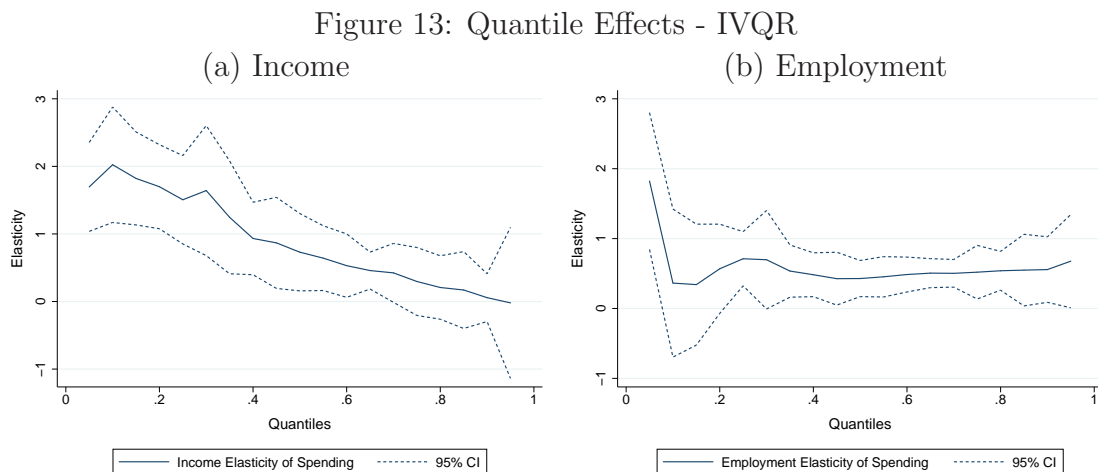 Figure 13: Quantile Effects - IVQR
(a) Income
3
2
1
0
−1
Elasticity
0 .2 .4 .6 .8 1
Quantiles
Income Elasticity of Spending 95% CI
(b) Employment
3
2
1
0
−1
Elasticity
0 .2 .4 .6 .8 1
Quantiles
Employment Elasticity of Spending 95% CI